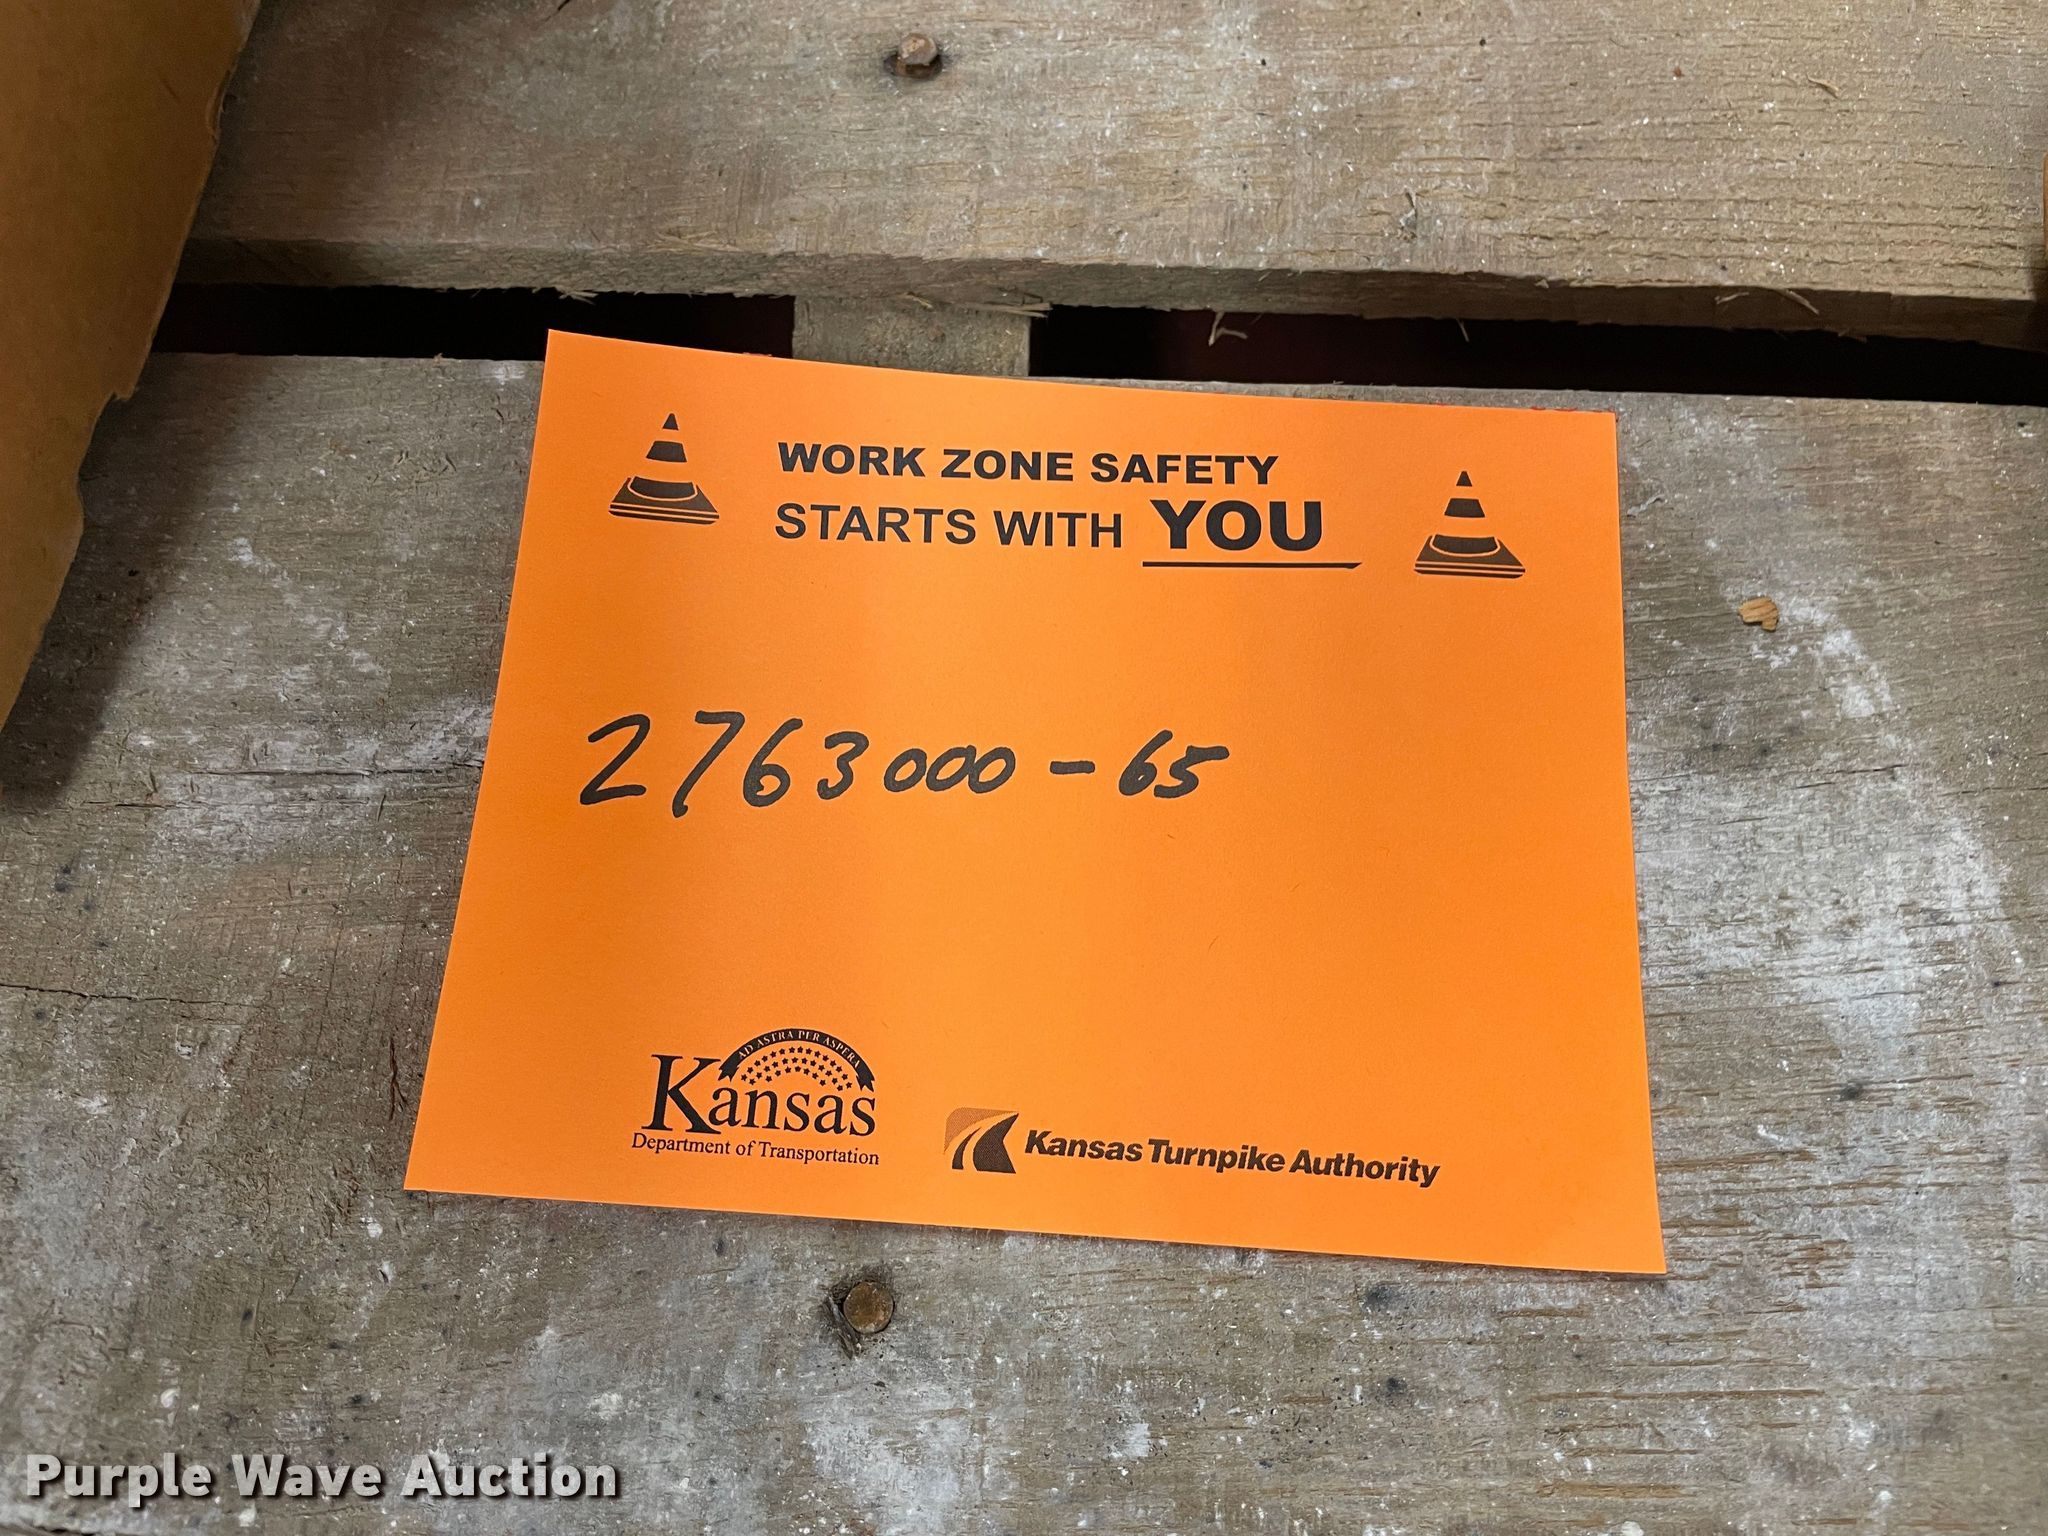 WORK ZONE SAFETY
STARTS WITH YOU
2763000-65
AD ASTRA PER ASPERA
Kansas
Department of Transportation
Kansas Turnpike Authority
Purple Wave Auction